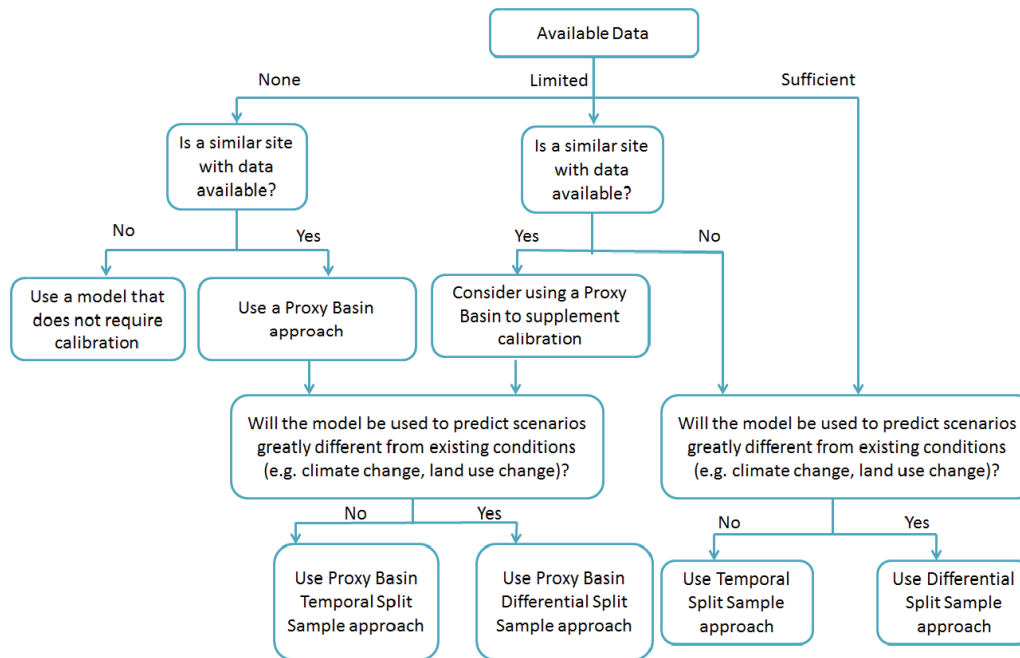 Available Data
None
Limited
Sufficient
Is a similar site
with data
available?
Is a similar site
with data
available?
No
Yes
Yes
No
Use a model that
does not require
calibration
Use a Proxy Basin
approach
Consider using a Proxy
Basin to supplement
calibration
Will the model be used to predict scenarios
greatly different from existing conditions
(e.g. climate change, land use change)?
Will the model be used to predict scenarios
greatly different from existing conditions
(e.g. climate change, land use change)?
No
Yes
No
Yes
Use Proxy Basin
Temporal Split
Sample approach
Use Proxy Basin
Differential Split
Sample approach
Use Temporal
Split Sample
approach
Use Differential
Split Sample
approach